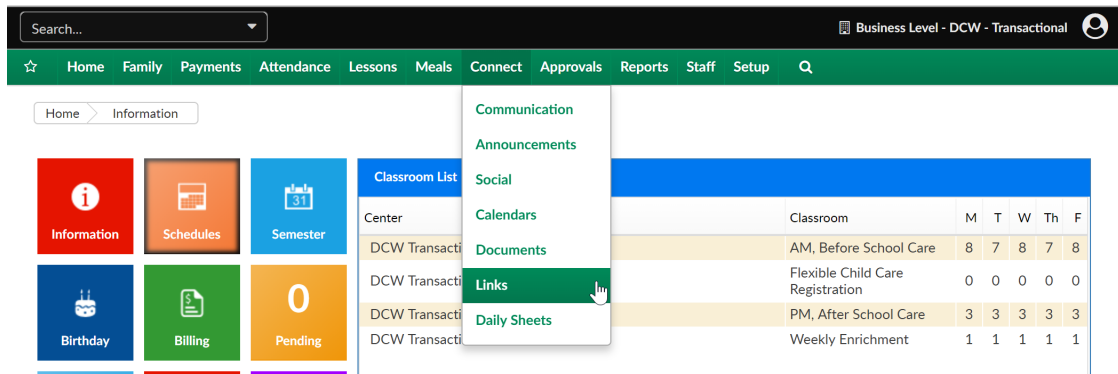 Search...
Business Level - DCW - Transactional
Home Family Payments Attendance Lessons Meals Connect Approvals Reports Staff Setup
Home Information
Communication
Announcements
Social
Calendars
Documents
Links
Daily Sheets
Information
Schedules
31
Semester
Birthday
Billing
0
Pending
Classroom List
Center Classroom M T W Th F
DCW Transacti AM, Before School Care 8 7 8 7 8
DCW Transacti Flexible Child Care
Registration 0 0 0 0 0
DCW Transacti PM, After School Care 3 3 3 3 3
DCW Transacti Weekly Enrichment 1 1 1 1 1